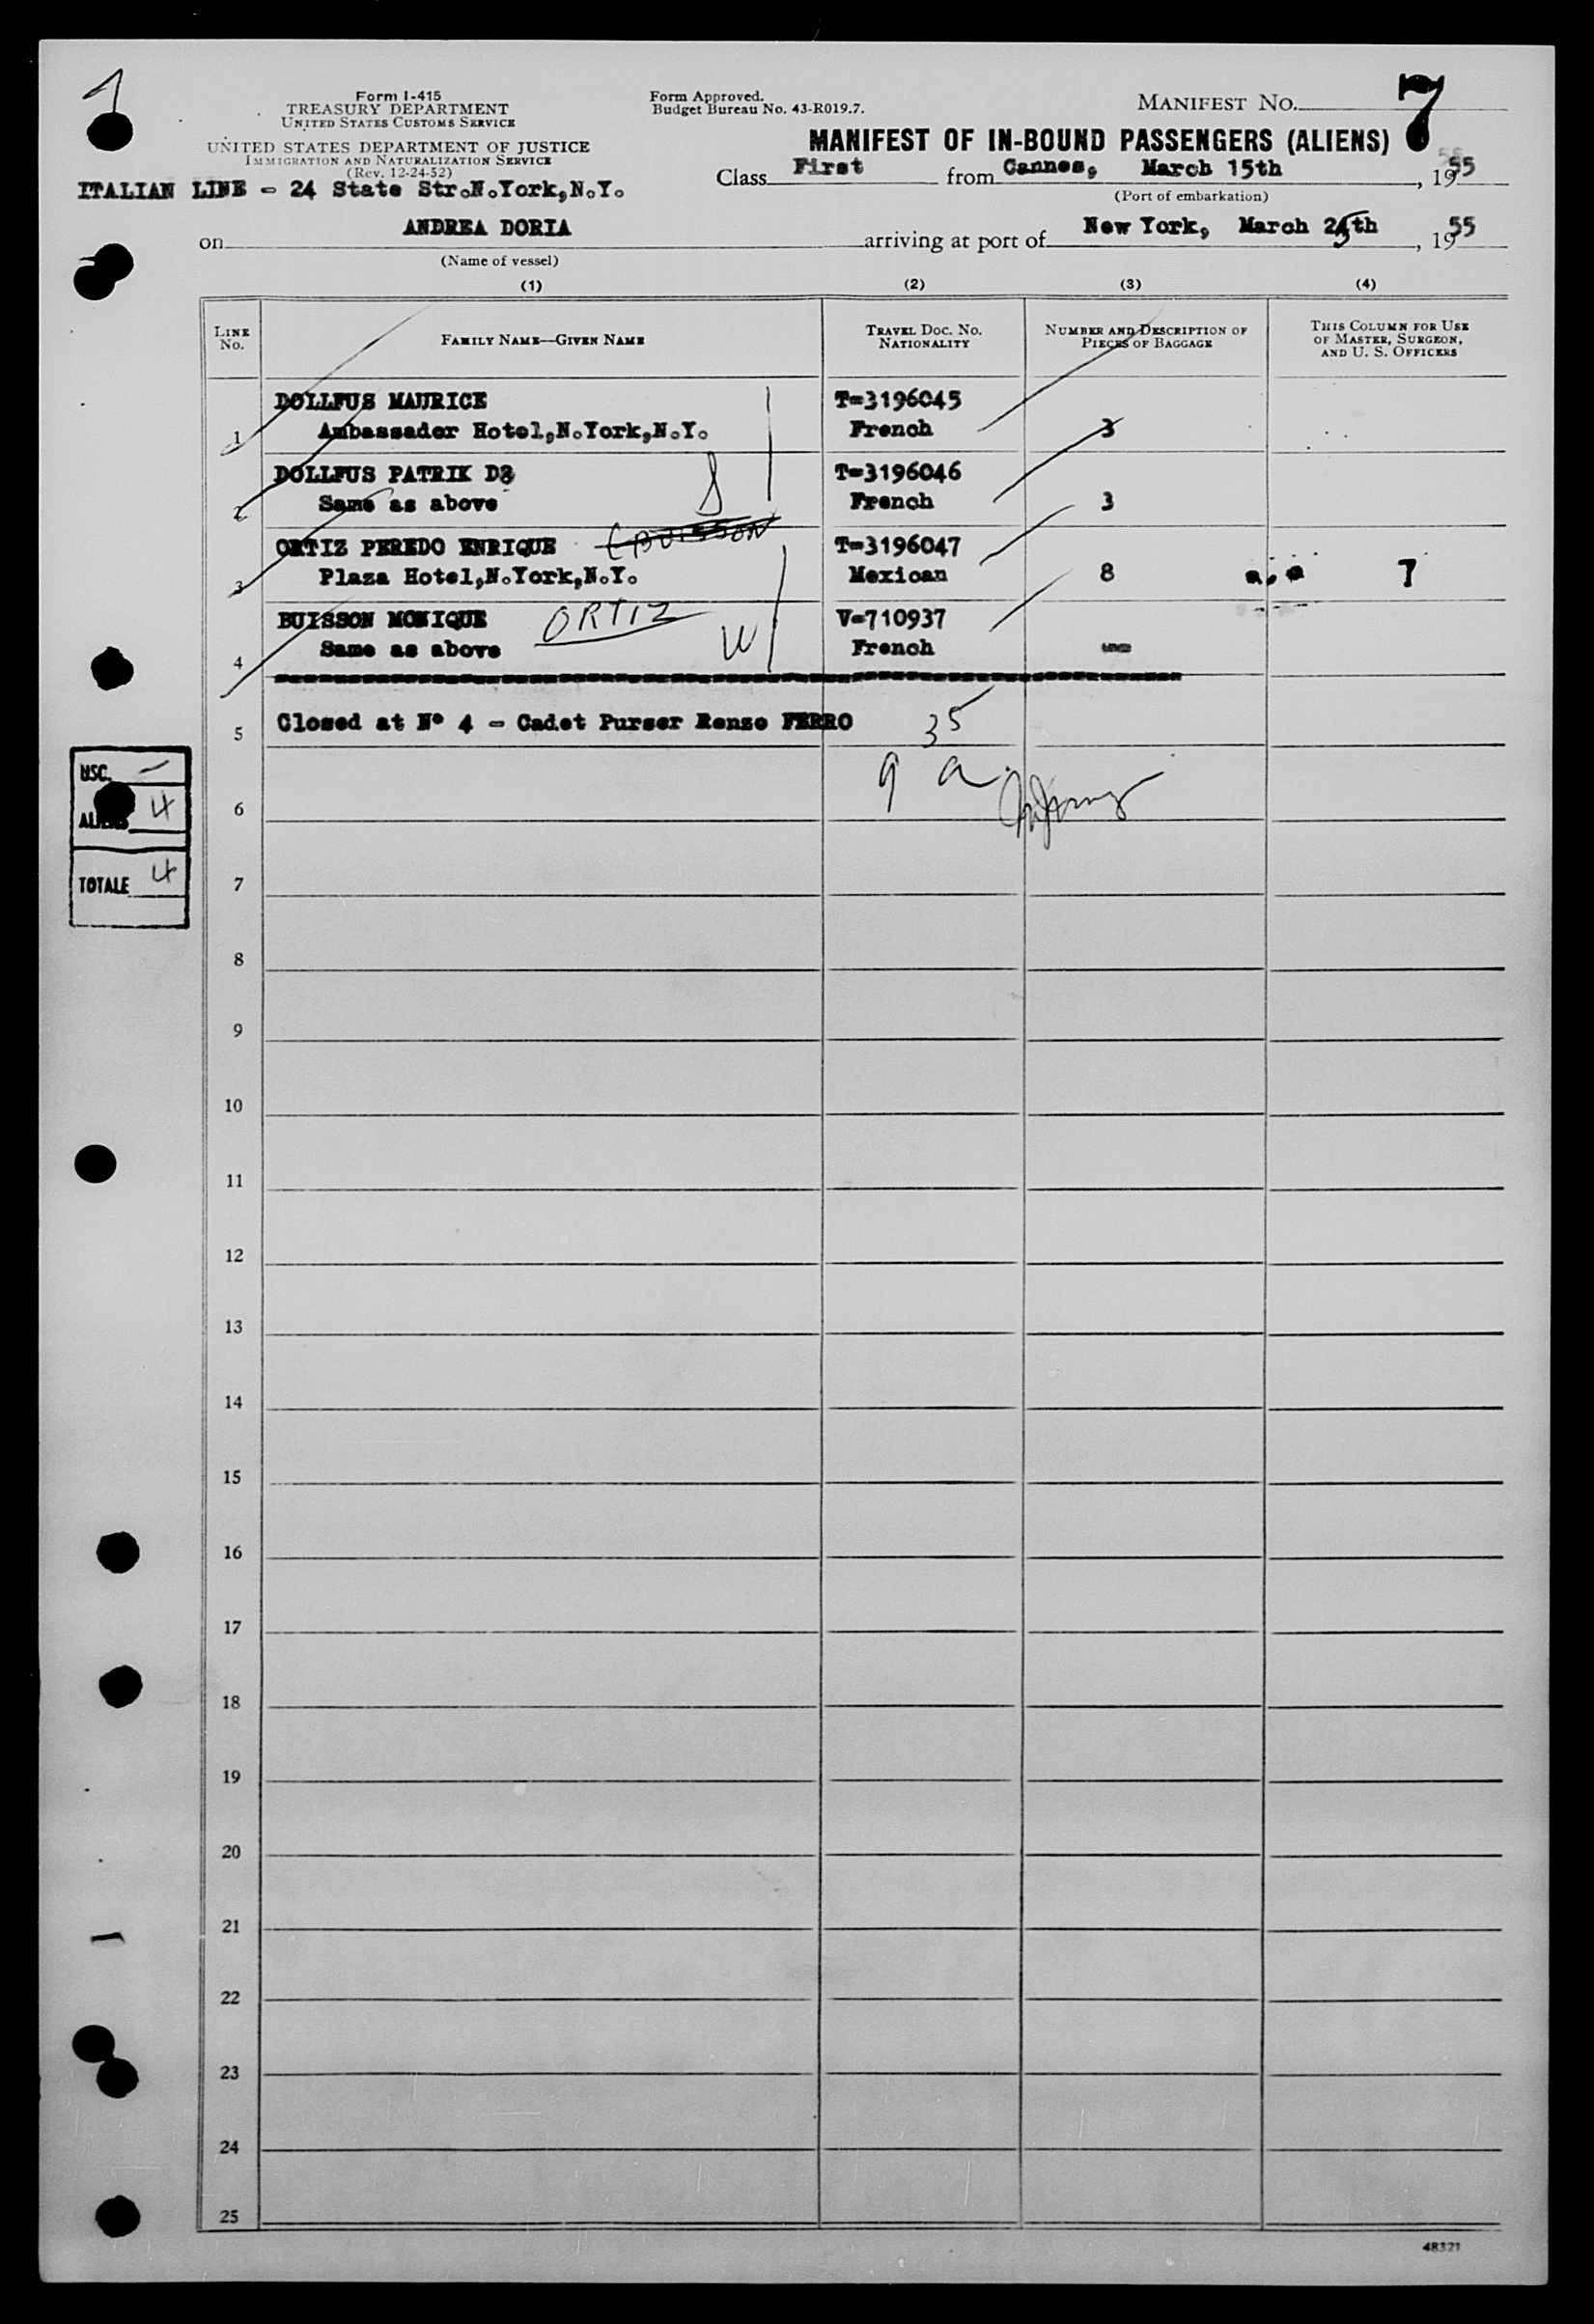 1
Form I-415
TREASURY DEPARTMENT
UNITED STATES CUSTOMS SERVICE
UNITED STATES DEPARTMENT OF JUSTICE
IMMIGRATION AND NATURALIZATION SERVICE
(Rev. 12-24-52)
ITALIAN LINE - 24 State Str.N.York,N.Y.
Form Approved.
Budget Bureau No. 43-R019.7.
MANIFEST NO. 7
MANIFEST OF IN-BOUND PASSENGERS (ALIENS)
Class First from Cannes, March 15th, 1955
(Port of embarkation)
on ANDREA DORIA arriving at port of New York, March 25th, 1955
(Name of vessel)
(1) (2) (3) (4)
LINE No. FAMILY NAME—GIVEN NAME TRAVEL DOC. NO. NATIONALITY NUMBER AND DESCRIPTION OF PIECES OF BAGGAGE THIS COLUMN FOR USE OF MASTER, SURGEON, AND U. S. OFFICERS
DOLLFUS MAURICE T=3196045
1 Ambassador Hotel,N.York,N.Y. French 3
DOLLFUS PATRIK D3 T=3196046
2 Same as above French 3
ORTIZ PEREDO ENRIQUE (BUISSON T=3196047
3 Plaza Hotel,N.York,N.Y. Mexican 8 7
BUISSON MONIQUE ORTIZ V=710937
4 Same as above W French
5 Closed at N° 4 - Cadet Purser Renzo FERRO 35
9 a
USC. -
ALIENS 4
TOTALE 4
6
7
8
9
10
11
12
13
14
15
16
17
18
19
20
21
22
23
24
25
48321